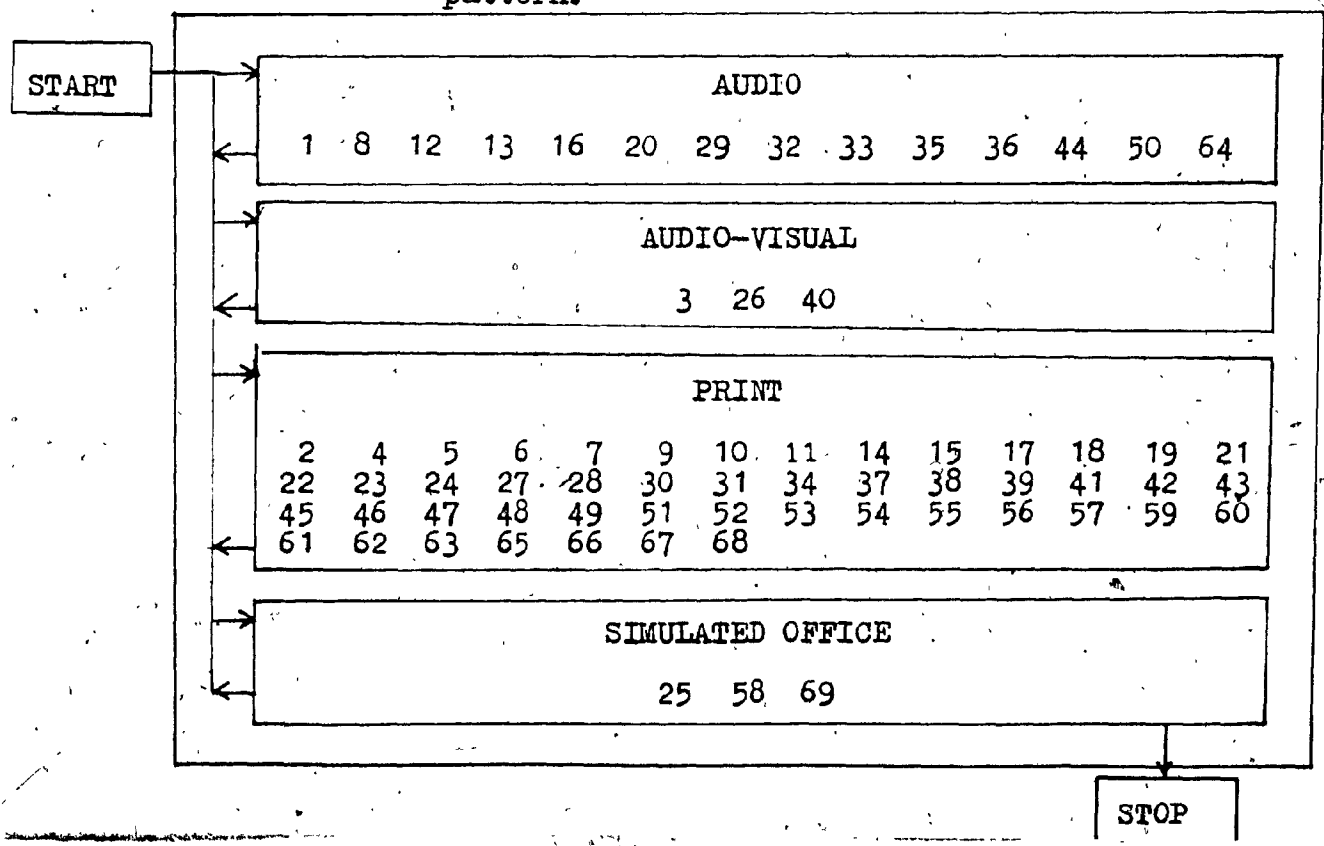 pattern.
START
AUDIO
1 8 12 13 16 20 29 32 33 35 36 44 50 64
AUDIO-VISUAL
3 26 40
PRINT
2 4 5 6 7 9 10 11 14 15 17 18 19 21
22 23 24 27 28 30 31 34 37 38 39 41 42 43
45 46 47 48 49 51 52 53 54 55 56 57 59 60
61 62 63 65 66 67 68
SIMULATED OFFICE
25 58 69
STOP